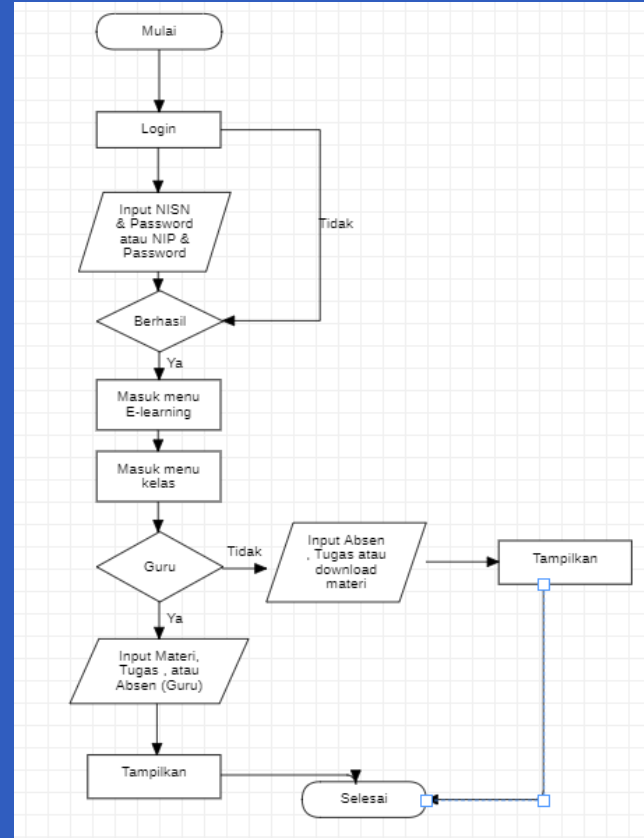 Mulai
Login
Input NISN
& Password
atau NIP &
Password
Tidak
Berhasil
Ya
Masuk menu
E-learning
Masuk menu
kelas
Guru
Tidak
Input Absen
, Tugas atau
download
materi
Tampilkan
Ya
Input Materi,
Tugas , atau
Absen (Guru)
Tampilkan
Selesai